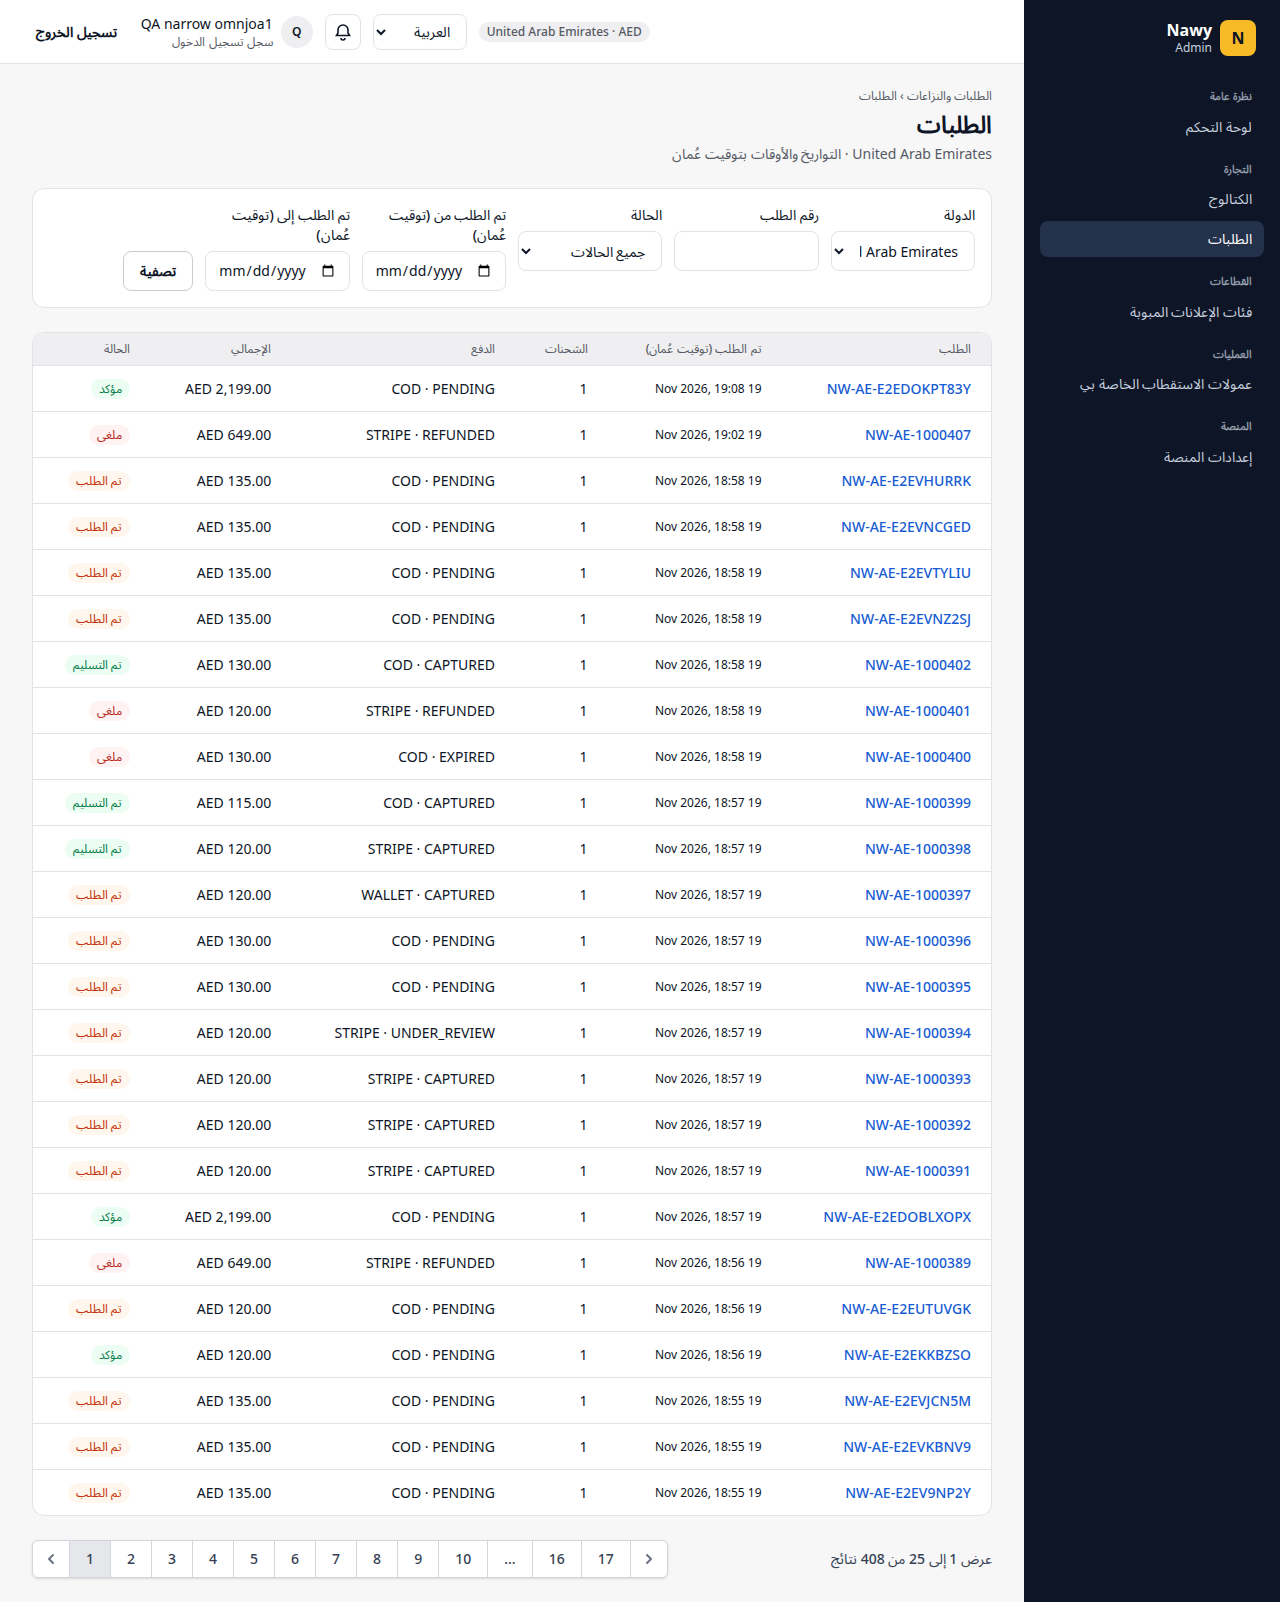 N Nawy
Admin
نظرة عامة
لوحة التحكم
التجارة
الكتالوج
الطلبات
القطاعات
فئات الإعلانات المبوبة
العمليات
عمولات الاستقطاب الخاصة بي
المنصة
إعدادات المنصة
United Arab Emirates · AED
العربية
Q
QA narrow omnjoa1
سجل تسجيل الدخول
تسجيل الخروج
الطلبات والنزاعات › الطلبات
الطلبات
United Arab Emirates · التواريخ والأوقات بتوقيت عُمان
الدولة
l Arab Emirates
رقم الطلب
الحالة
جميع الحالات
تم الطلب من (توقيت عُمان)
mm/dd/yyyy
تم الطلب إلى (توقيت عُمان)
mm/dd/yyyy
تصفية
الطلب تم الطلب (توقيت عُمان) الشحنات الدفع الإجمالي الحالة
NW-AE-E2EDOKPT83Y 19 Nov 2026, 19:08 1 COD · PENDING AED 2,199.00 مؤكد
NW-AE-1000407 19 Nov 2026, 19:02 1 STRIPE · REFUNDED AED 649.00 ملغى
NW-AE-E2EVHURRK 19 Nov 2026, 18:58 1 COD · PENDING AED 135.00 تم الطلب
NW-AE-E2EVNCGED 19 Nov 2026, 18:58 1 COD · PENDING AED 135.00 تم الطلب
NW-AE-E2EVTYLIU 19 Nov 2026, 18:58 1 COD · PENDING AED 135.00 تم الطلب
NW-AE-E2EVNZ2SJ 19 Nov 2026, 18:58 1 COD · PENDING AED 135.00 تم الطلب
NW-AE-1000402 19 Nov 2026, 18:58 1 COD · CAPTURED AED 130.00 تم التسليم
NW-AE-1000401 19 Nov 2026, 18:58 1 STRIPE · REFUNDED AED 120.00 ملغى
NW-AE-1000400 19 Nov 2026, 18:58 1 COD · EXPIRED AED 130.00 ملغى
NW-AE-1000399 19 Nov 2026, 18:57 1 COD · CAPTURED AED 115.00 تم التسليم
NW-AE-1000398 19 Nov 2026, 18:57 1 STRIPE · CAPTURED AED 120.00 تم التسليم
NW-AE-1000397 19 Nov 2026, 18:57 1 WALLET · CAPTURED AED 120.00 تم الطلب
NW-AE-1000396 19 Nov 2026, 18:57 1 COD · PENDING AED 130.00 تم الطلب
NW-AE-1000395 19 Nov 2026, 18:57 1 COD · PENDING AED 130.00 تم الطلب
NW-AE-1000394 19 Nov 2026, 18:57 1 STRIPE · UNDER_REVIEW AED 120.00 تم الطلب
NW-AE-1000393 19 Nov 2026, 18:57 1 STRIPE · CAPTURED AED 120.00 تم الطلب
NW-AE-1000392 19 Nov 2026, 18:57 1 STRIPE · CAPTURED AED 120.00 تم الطلب
NW-AE-1000391 19 Nov 2026, 18:57 1 STRIPE · CAPTURED AED 120.00 تم الطلب
NW-AE-E2EDOBLXOPX 19 Nov 2026, 18:57 1 COD · PENDING AED 2,199.00 مؤكد
NW-AE-1000389 19 Nov 2026, 18:56 1 STRIPE · REFUNDED AED 649.00 ملغى
NW-AE-E2EUTUVGK 19 Nov 2026, 18:56 1 COD · PENDING AED 120.00 تم الطلب
NW-AE-E2EKKBZSO 19 Nov 2026, 18:56 1 COD · PENDING AED 120.00 مؤكد
NW-AE-E2EVJCN5M 19 Nov 2026, 18:55 1 COD · PENDING AED 135.00 تم الطلب
NW-AE-E2EVKBNV9 19 Nov 2026, 18:55 1 COD · PENDING AED 135.00 تم الطلب
NW-AE-E2EV9NP2Y 19 Nov 2026, 18:55 1 COD · PENDING AED 135.00 تم الطلب
عرض 1 إلى 25 من 408 نتائج
1 2 3 4 5 6 7 8 9 10 ... 16 17